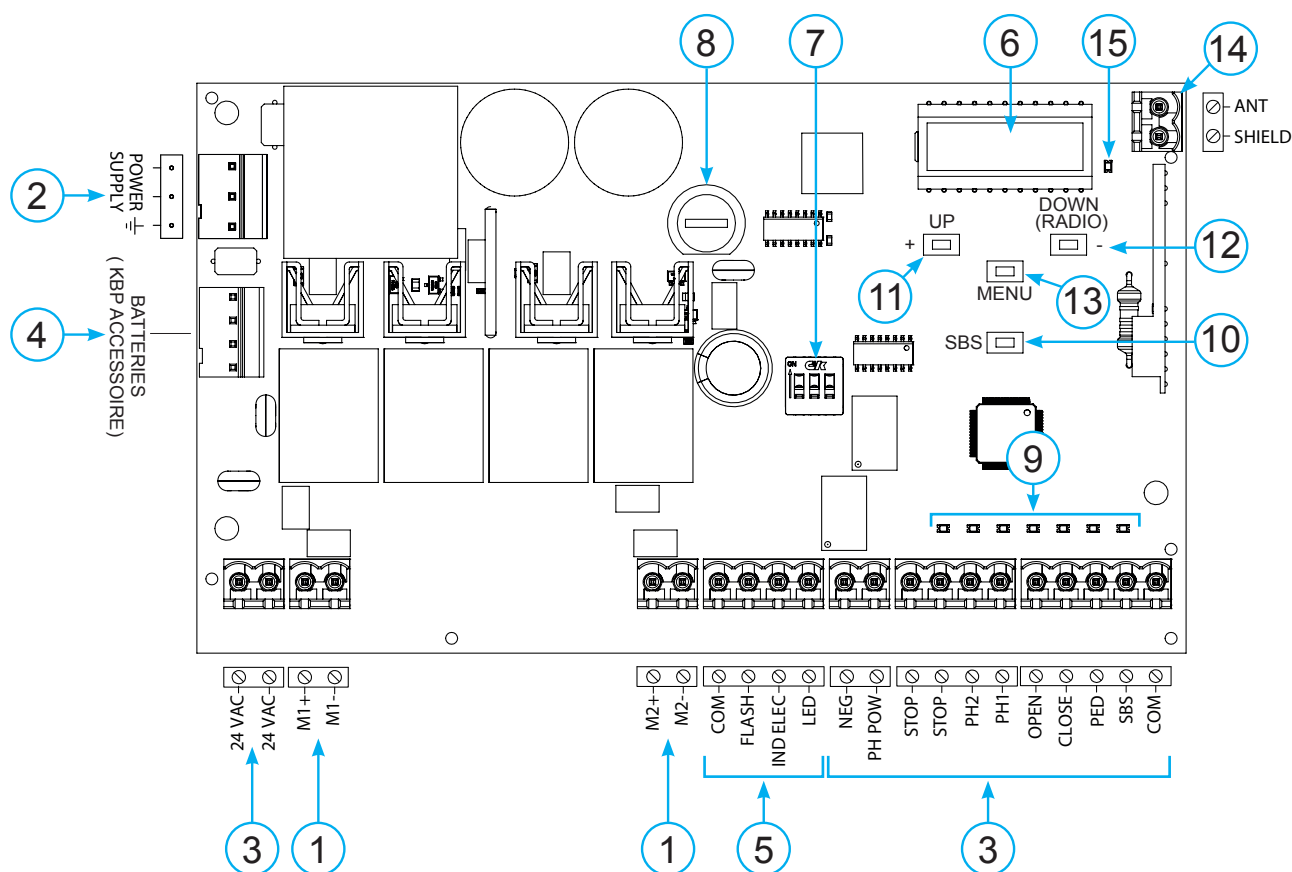 8
7
6
15
14
ANT
SHIELD
2
POWER
SUPPLY
UP
+
DOWN
(RADIO)
-
12
11
MENU
13
4
BATTERIES
( KBP ACCESSOIRE)
SBS
10
ON
9
24 VAC
24 VAC
M1+
M1-
M2+
M2-
COM
FLASH
IND ELEC
LED
NEG
PH POW
STOP
STOP
PH2
PH1
OPEN
CLOSE
PED
SBS
COM
3
1
1
5
3